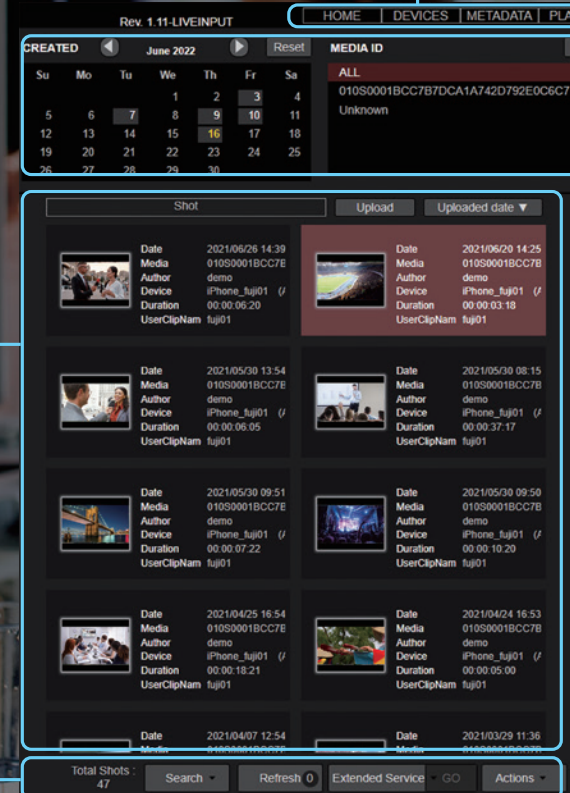 Rev. 1.11-LIVEINPUT
HOME DEVICES METADATA
CREATED June 2022 Reset MEDIA ID
Su Mo Tu We Th Fr Sa
ALL
1 2 3 4
010S0001BCC7B7DCA1A742D792E0C6C7
5 6 7 8 9 10 11
Unknown
12 13 14 15 16 17 18
19 20 21 22 23 24 25
26 27 28 29 30
Shot Upload Uploaded date ▼
Date 2021/06/26 14:39
Media 010S0001BCC7B
Author demo
Device iPhone_fuji01 (
Duration 00:00:06:20
UserClipNam fuji01
Date 2021/06/20 14:25
Media 010S0001BCC7B
Author demo
Device iPhone_fuji01 (
Duration 00:00:03:18
UserClipNam fuji01
Date 2021/05/30 13:54
Media 010S0001BCC7B
Author demo
Device iPhone_fuji01 (
Duration 00:00:06:05
UserClipNam fuji01
Date 2021/05/30 08:15
Media 010S0001BCC7B
Author demo
Device iPhone_fuji01 (
Duration 00:00:37:17
UserClipNam fuji01
Date 2021/05/30 09:51
Media 010S0001BCC7B
Author demo
Device iPhone_fuji01 (
Duration 00:00:07:22
UserClipNam fuji01
Date 2021/05/30 09:50
Media 010S0001BCC7B
Author demo
Device iPhone_fuji01 (
Duration 00:00:10:20
UserClipNam fuji01
Date 2021/04/25 16:54
Media 010S0001BCC7B
Author demo
Device iPhone_fuji01 (
Duration 00:00:18:21
UserClipNam fuji01
Date 2021/04/24 16:53
Media 010S0001BCC7B
Author demo
Device iPhone_fuji01 (
Duration 00:00:05:00
UserClipNam fuji01
Date 2021/04/07 12:54
Date 2021/03/29 11:36
Total Shots :
47
Search Refresh 0 Extended Service GO Actions